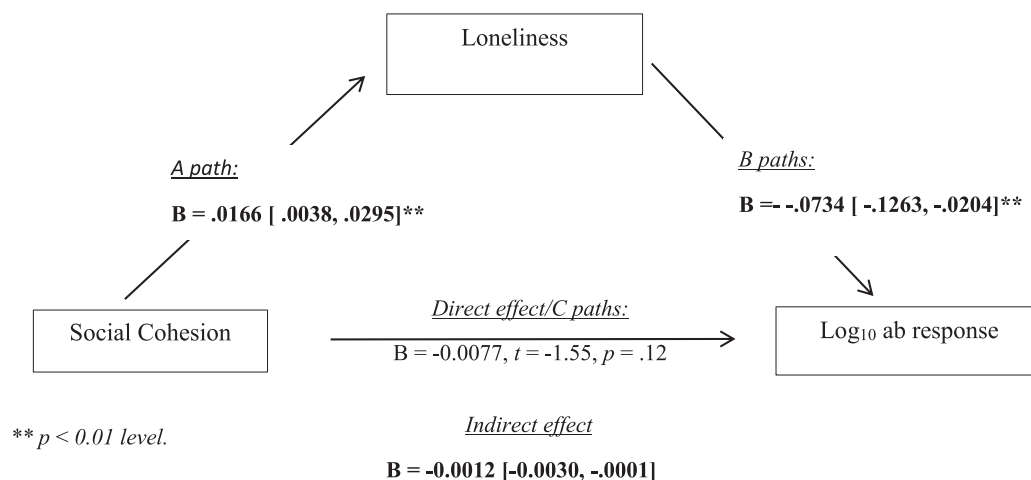 Loneliness
A path:
B = .0166 [ .0038, .0295]**
B paths:
B =- -.0734 [ -.1263, -.0204]**
Social Cohesion
Direct effect/C paths:
B = -0.0077, t = -1.55, p = .12
Log₁₀ ab response
** p < 0.01 level.
Indirect effect
B = -0.0012 [-0.0030, -.0001]